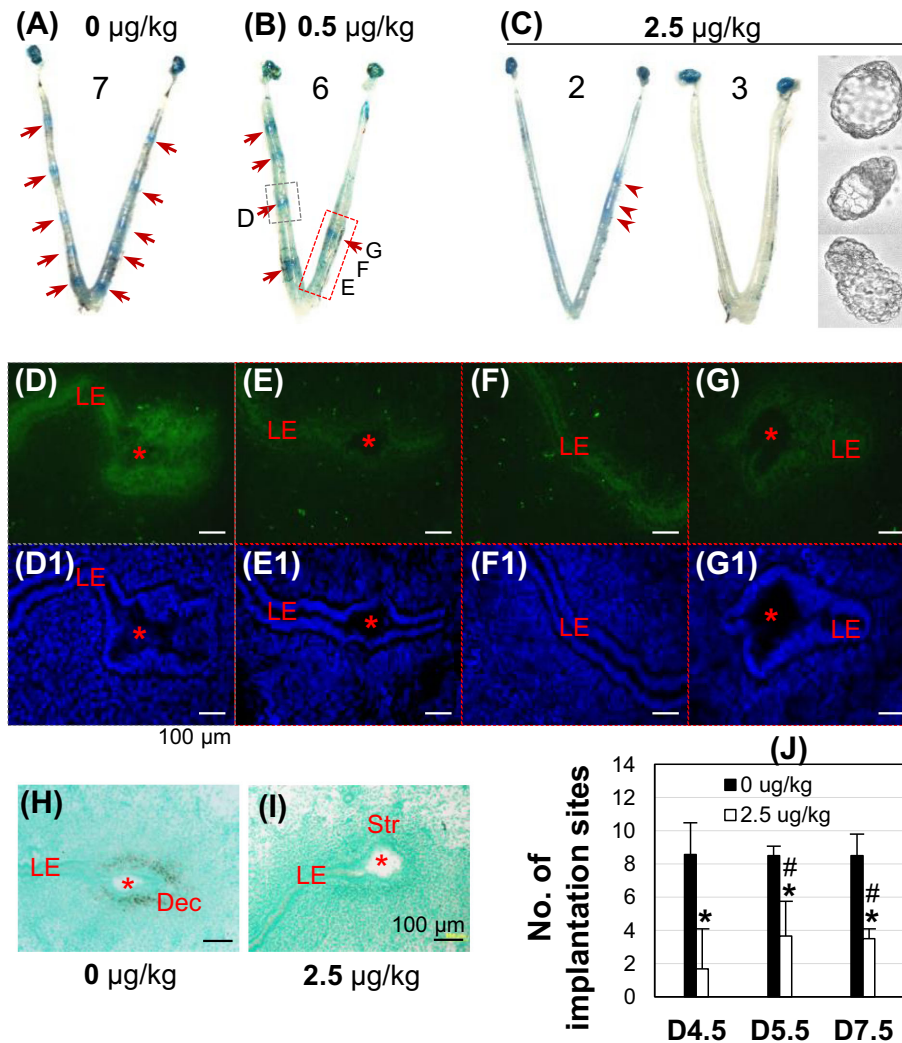 (A) 0 µg/kg
7
(B) 0.5 µg/kg
6
D
G
F
E
(C) 2.5 µg/kg
2
3
(D)
LE
*
(E)
LE
*
(F)
LE
(G)
*
LE
D1)
LE
*
E1)
LE
*
F1)
LE
G1)
*
LE
100 µm
(H)
LE
*
Dec
0 µg/kg
(I)
Str
LE
*
100 µm
2.5 µg/kg
(J)
No. of
implantation sites
14
12
10
8
6
4
2
0
0 ug/kg
2.5 ug/kg
*
#
*
#
*
D4.5 D5.5 D7.5